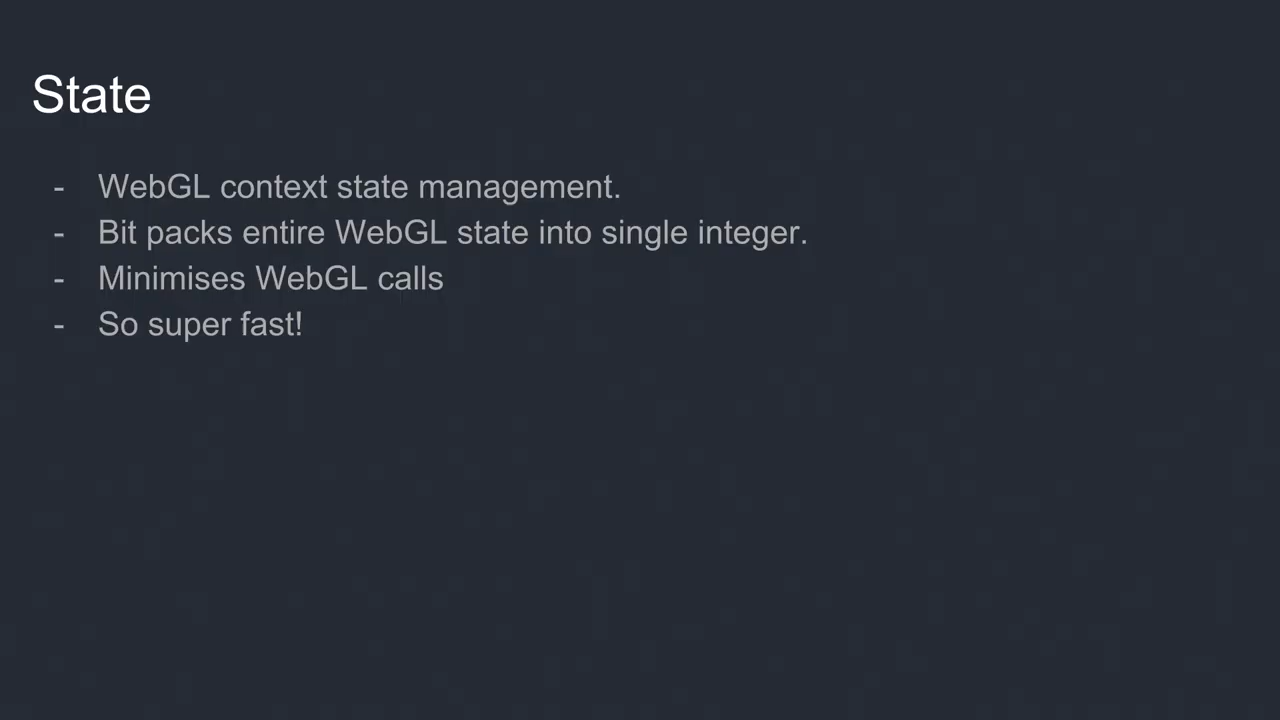 State
- WebGL context state management.
- Bit packs entire WebGL state into single integer.
- Minimises WebGL calls
- So super fast!